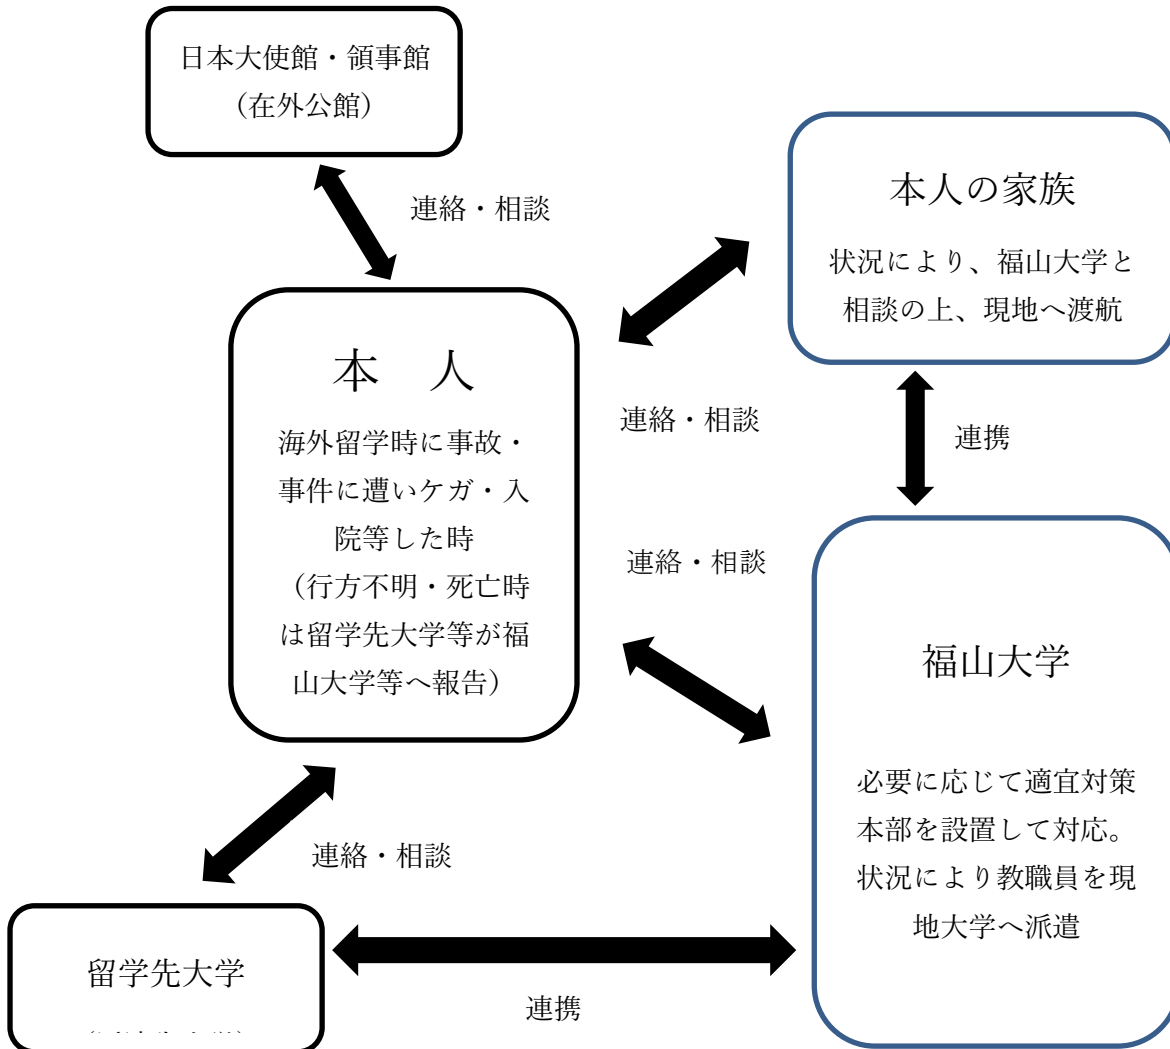 日本大使館・領事館
（在外公館）
連絡・相談
本人の家族
状況により、福山大学と
相談の上、現地へ渡航
本　人
海外留学時に事故・
事件に遭いケガ・入
院等した時
（行方不明・死亡時
は留学先大学等が福
山大学等へ報告）
連絡・相談
連携
連絡・相談
福山大学
必要に応じて適宜対策
本部を設置して対応。
状況により教職員を現
地大学へ派遣
連絡・相談
留学先大学
連携